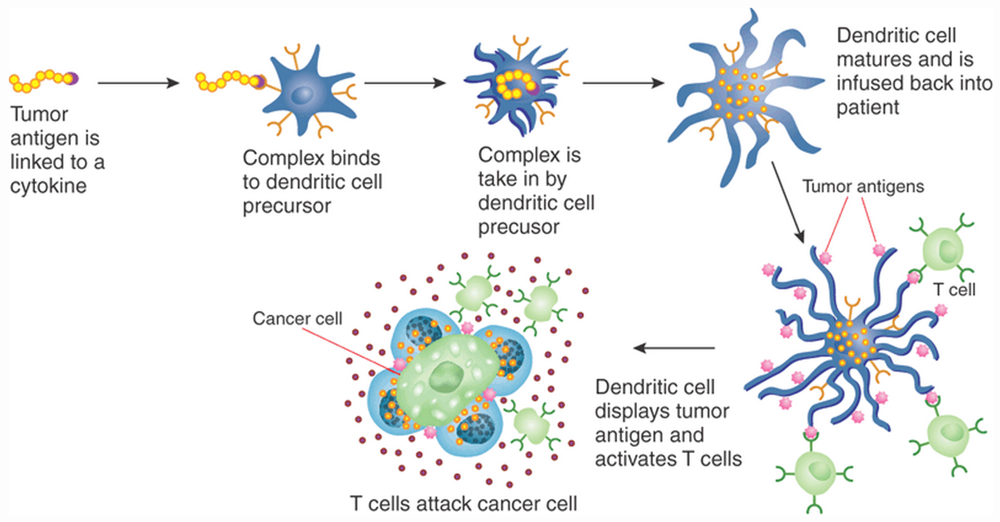 Tumor
antigen is
linked to a
cytokine
Complex binds
to dendritic cell
precursor
Complex is
take in by
dendritic cell
precusor
Dendritic cell
matures and is
infused back into
patient
Tumor antigens
T cell
Dendritic cell
displays tumor
antigen and
activates T cells
Cancer cell
T cells attack cancer cell